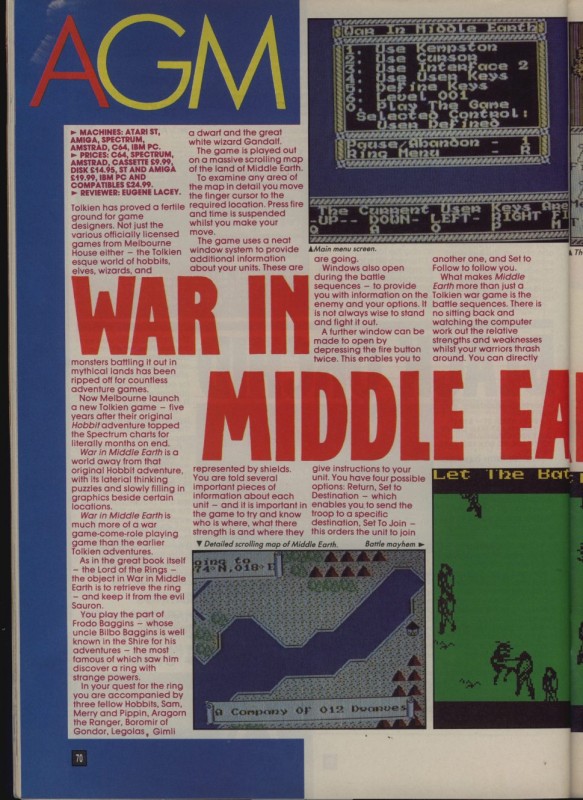 AGM
► MACHINES: ATARI ST,
AMIGA, SPECTRUM,
AMSTRAD, C64, IBM PC.
► PRICES: C64, SPECTRUM,
AMSTRAD, CASSETTE £9.99,
DISK £14.95, ST AND AMIGA
£19.99, IBM PC AND
COMPATIBLES £24.99.
► REVIEWER: EUGENE LACEY.
Tolkien has proved a fertile
ground for game
designers. Not just the
various officially licensed
games from Melbourne
House either – the Tolkien
esque world of hobbits,
elves, wizards, and
WAR IN
MIDDLE EA
monsters battling it out in
mythical lands has been
ripped off for countless
adventure games.
Now Melbourne launch
a new Tolkien game – five
years after their original
Hobbit adventure topped
the Spectrum charts for
literally months on end.
War in Middle Earth is a
world away from that
original Hobbit adventure,
with its laterial thinking
puzzles and slowly filling in
graphics beside certain
locations.
War in Middle Earth is
much more of a war
game-come-role playing
game than the earlier
Tolkien adventures.
As in the great book itself
– the Lord of the Rings –
the object in War in Middle
Earth is to retrieve the ring
– and keep it from the evil
Sauron.
You play the part of
Frodo Baggins – whose
uncle Bilbo Baggins is well
known in the Shire for his
adventures – the most
famous of which saw him
discover a ring with
strange powers.
In your quest for the ring
you are accompanied by
three fellow Hobbits, Sam,
Merry and Pippin, Aragorn
the Ranger, Boromir of
Gondor, Legolas, Gimli
a dwarf and the great
white wizard Gandalf.
The game is played out
on a massive scrolling map
of the land of Middle Earth.
To examine any area of
the map in detail you move
the finger cursor to the
required location. Press fire
and time is suspended
whilst you make your
move.
The game uses a neat
window system to provide
additional information
about your units. These are
represented by shields.
You are told several
important pieces of
information about each
unit – and it is important in
the game to try and know
who is where, what there
strength is and where they
War In Middle Earth
1. Use Kempston
2. Use Cursor
3. Use Interface 2
4. Use User Keys
5. Define Keys
6. Level 001
0. Play The Game
Selected Control:
User Defined
Pause/Abandon - A
Ring Menu - R
The Current User Keys Are
-UP-- DOWN- LEFT- RIGHT FI
Q A O P M
▲Main menu screen.
▲ Th
are going.
Windows also open
during the battle
sequences – to provide
you with information on the
enemy and your options. It
is not always wise to stand
and fight it out.
A further window can be
made to open by
depressing the fire button
twice. This enables you to
give instructions to your
unit. You have four possible
options: Return, Set to
Destination – which
enables you to send the
troop to a specific
destination, Set To Join –
this orders the unit to join
another one, and Set to
Follow to follow you.
What makes Middle
Earth more than just a
Tolkien war game is the
battle sequences. There is
no sitting back and
watching the computer
work out the relative
strengths and weaknesses
whilst your warriors thrash
around. You can directly
▼ Detailed scrolling map of Middle Earth.
Battle mayhem ►
oing to
74°N,018°E
A Company Of 012 Dwarves
Let The Bat
70